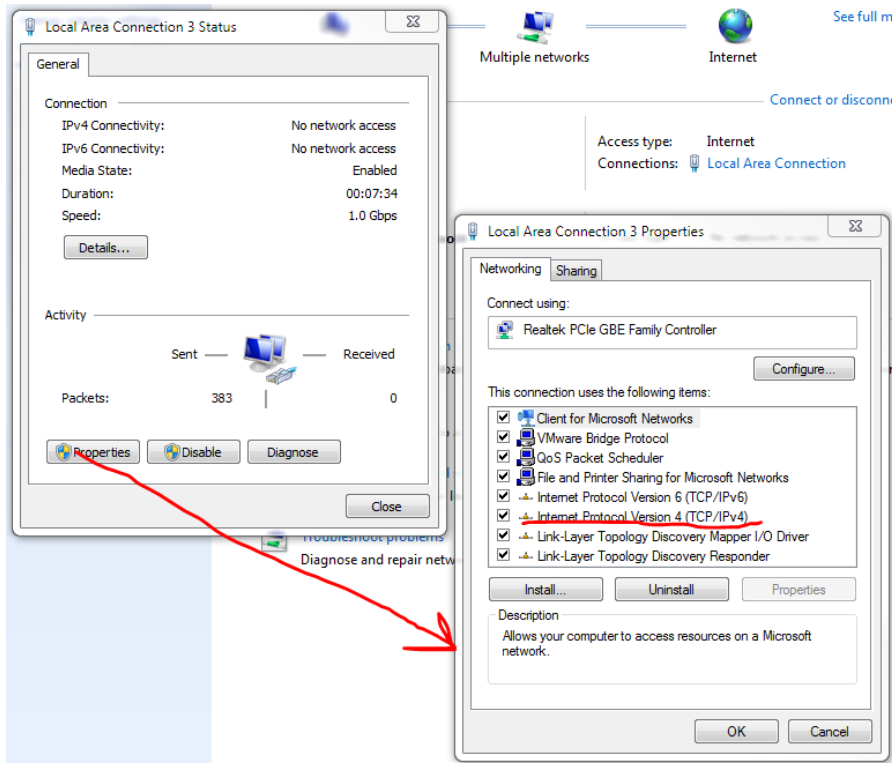 Local Area Connection 3 Status
General
Connection
IPv4 Connectivity: No network access
IPv6 Connectivity: No network access
Media State: Enabled
Duration: 00:07:34
Speed: 1.0 Gbps
Details...
Activity
Sent Received
Packets: 383 0
Properties Disable Diagnose
Close
Multiple networks
Internet
See full m
Connect or disconne
Access type: Internet
Connections: Local Area Connection
Troubleshoot problems
Diagnose and repair netw
Local Area Connection 3 Properties
Networking Sharing
Connect using:
Realtek PCIe GBE Family Controller
Configure...
This connection uses the following items:
Client for Microsoft Networks
VMware Bridge Protocol
QoS Packet Scheduler
File and Printer Sharing for Microsoft Networks
Internet Protocol Version 6 (TCP/IPv6)
Internet Protocol Version 4 (TCP/IPv4)
Link-Layer Topology Discovery Mapper I/O Driver
Link-Layer Topology Discovery Responder
Install... Uninstall Properties
Description
Allows your computer to access resources on a Microsoft
network.
OK Cancel